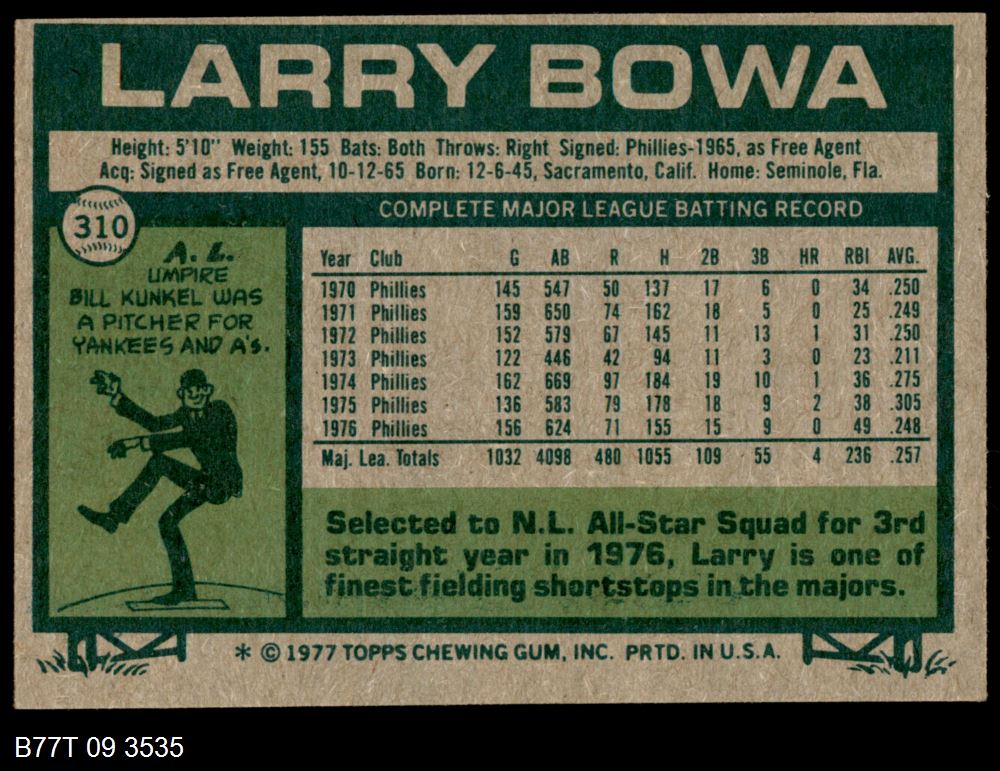 LARRY BOWA
Height: 5'10" Weight: 155 Bats: Both Throws: Right Signed: Phillies-1965, as Free Agent
Acq: Signed as Free Agent, 10-12-65 Born: 12-6-45, Sacramento, Calif. Home: Seminole, Fla.
310
A.L.
UMPIRE
BILL KUNKEL WAS
A PITCHER FOR
YANKEES AND A's.
COMPLETE MAJOR LEAGUE BATTING RECORD
Year Club G AB R H 2B 3B HR RBI AVG.
1970 Phillies 145 547 50 137 17 6 0 34 .250
1971 Phillies 159 650 74 162 18 5 0 25 .249
1972 Phillies 152 579 67 145 11 13 1 31 .250
1973 Phillies 122 446 42 94 11 3 0 23 .211
1974 Phillies 162 669 97 184 19 10 1 36 .275
1975 Phillies 136 583 79 178 18 9 2 38 .305
1976 Phillies 156 624 71 155 15 9 0 49 .248
Maj. Lea. Totals 1032 4098 480 1055 109 55 4 236 .257
Selected to N.L. All-Star Squad for 3rd
straight year in 1976, Larry is one of
finest fielding shortstops in the majors.
* © 1977 TOPPS CHEWING GUM, INC. PRTD. IN U.S.A.
B77T 09 3535